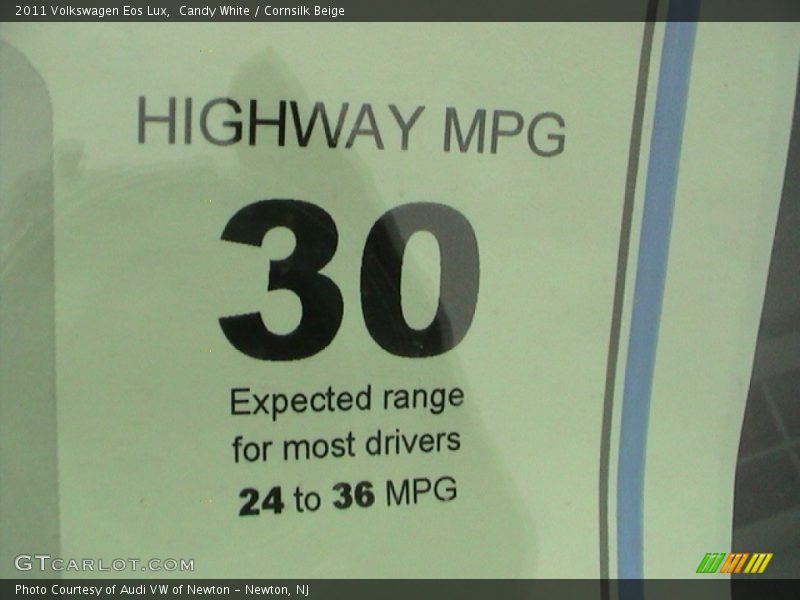 2011 Volkswagen Eos Lux,  Candy White / Cornsilk Beige
HIGHWAY MPG
30
Expected range
for most drivers
24 to 36 MPG
GTCARLOT.COM
Photo Courtesy of Audi VW of Newton - Newton, NJ